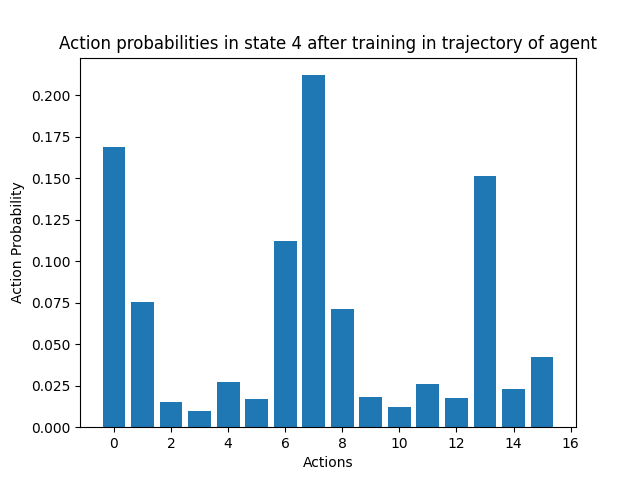 Action probabilities in state 4 after training in trajectory of agent
0.200
0.175
0.150
0.125
0.100
0.075
0.050
0.025
0.000
Action Probability
0 2 4 6 8 10 12 14 16
Actions